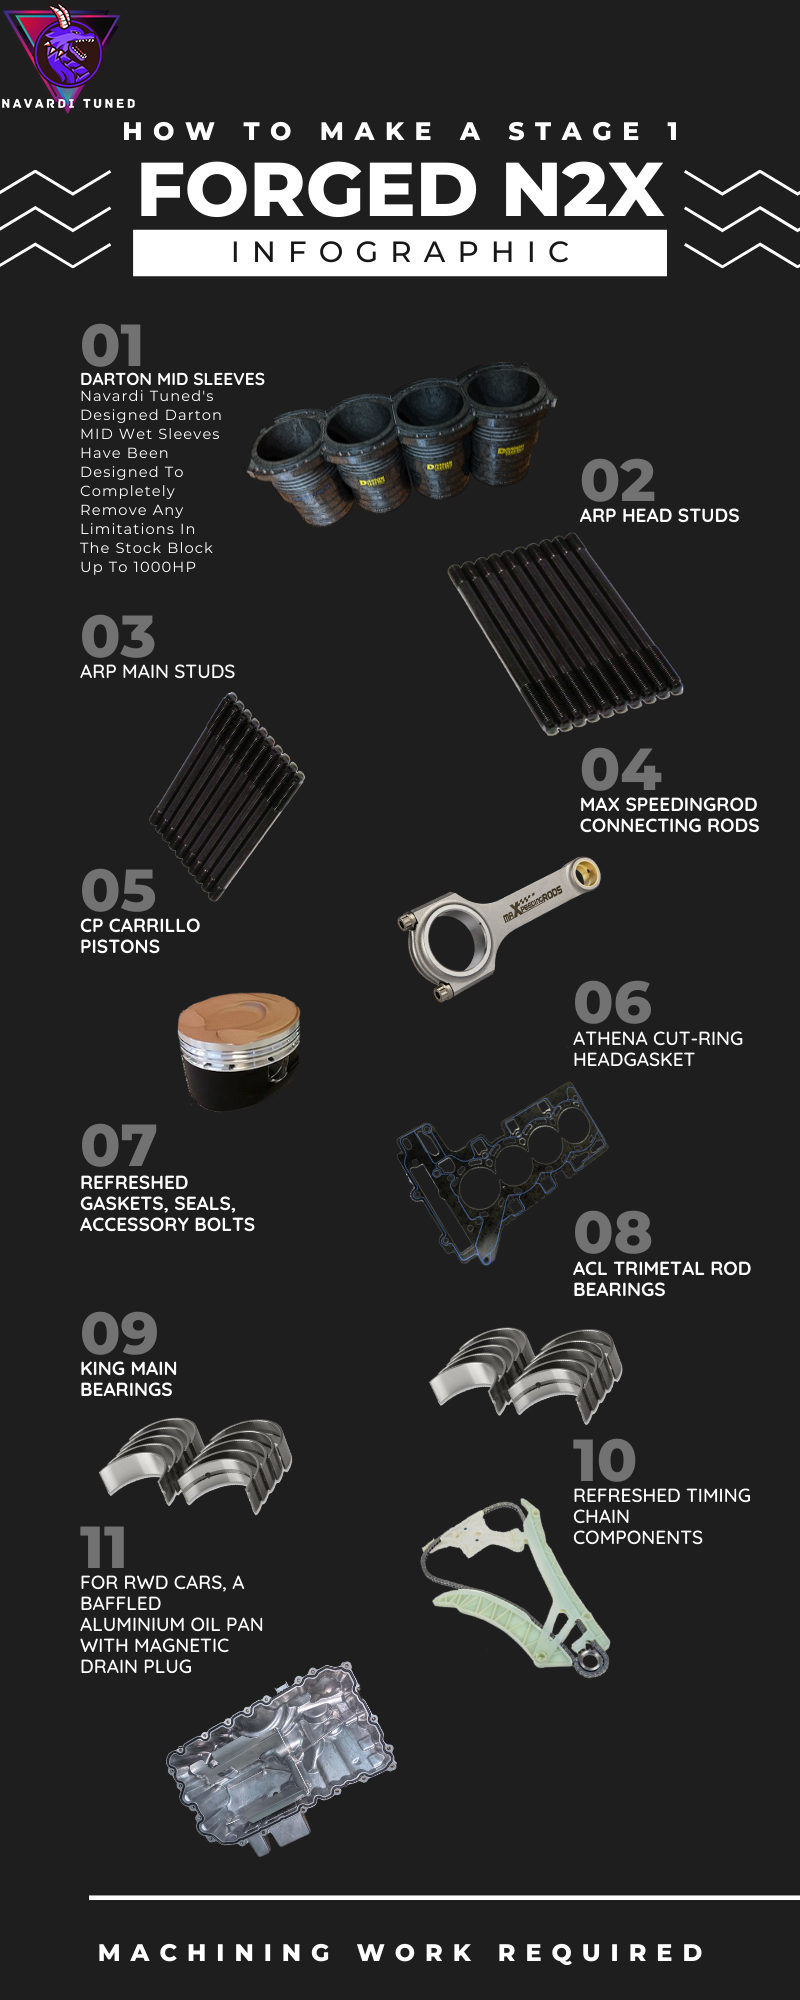 NAVARDI TUNED
HOW TO MAKE A STAGE 1
FORGED N2X
INFOGRAPHIC
01
DARTON MID SLEEVES
Navardi Tuned's
Designed Darton
MID Wet Sleeves
Have Been
Designed To
Completely
Remove Any
Limitations In
The Stock Block
Up To 1000HP
02
ARP HEAD STUDS
03
ARP MAIN STUDS
04
MAX SPEEDINGROD
CONNECTING RODS
MAXPEEDINGRODS
05
CP CARRILLO
PISTONS
06
ATHENA CUT-RING
HEADGASKET
07
REFRESHED
GASKETS, SEALS,
ACCESSORY BOLTS
08
ACL TRIMETAL ROD
BEARINGS
09
KING MAIN
BEARINGS
10
REFRESHED TIMING
CHAIN
COMPONENTS
11
FOR RWD CARS, A
BAFFLED
ALUMINIUM OIL PAN
WITH MAGNETIC
DRAIN PLUG
MACHINING WORK REQUIRED